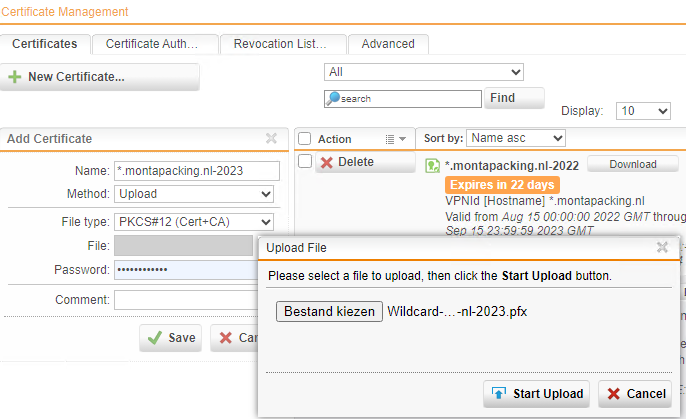 Certificate Management
Certificates
Certificate Auth...
Revocation List...
Advanced
New Certificate...
All
search
Find
Display:
10
Add Certificate
Action
Sort by:
Name asc
Name:
*.montapacking.nl-2023
Delete
*.montapacking.nl-2022
Download
Method:
Upload
Expires in 22 days
VPNId [Hostname] *.montapacking.nl
File type:
PKCS#12 (Cert+CA)
Valid from Aug 15 00:00:00 2022 GMT throug
Sep 15 23:59:59 2023 GMT
File:
Password:
••••••••••••
Comment:
Save
Can
Upload File
Please select a file to upload, then click the Start Upload button.
Bestand kiezen
Wildcard-...-nl-2023.pfx
Start Upload
Cancel